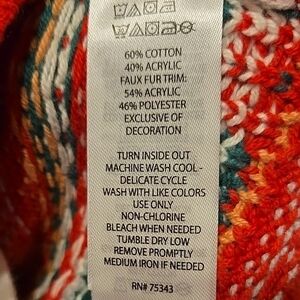 60% COTTON
40% ACRYLIC
FAUX FUR TRIM:
54% ACRYLIC
46% POLYESTER
EXCLUSIVE OF
DECORATION
TURN INSIDE OUT
MACHINE WASH COOL -
DELICATE CYCLE
WASH WITH LIKE COLORS
USE ONLY
NON-CHLORINE
BLEACH WHEN NEEDED
TUMBLE DRY LOW
REMOVE PROMPTLY
MEDIUM IRON IF NEEDED
RN# 75343